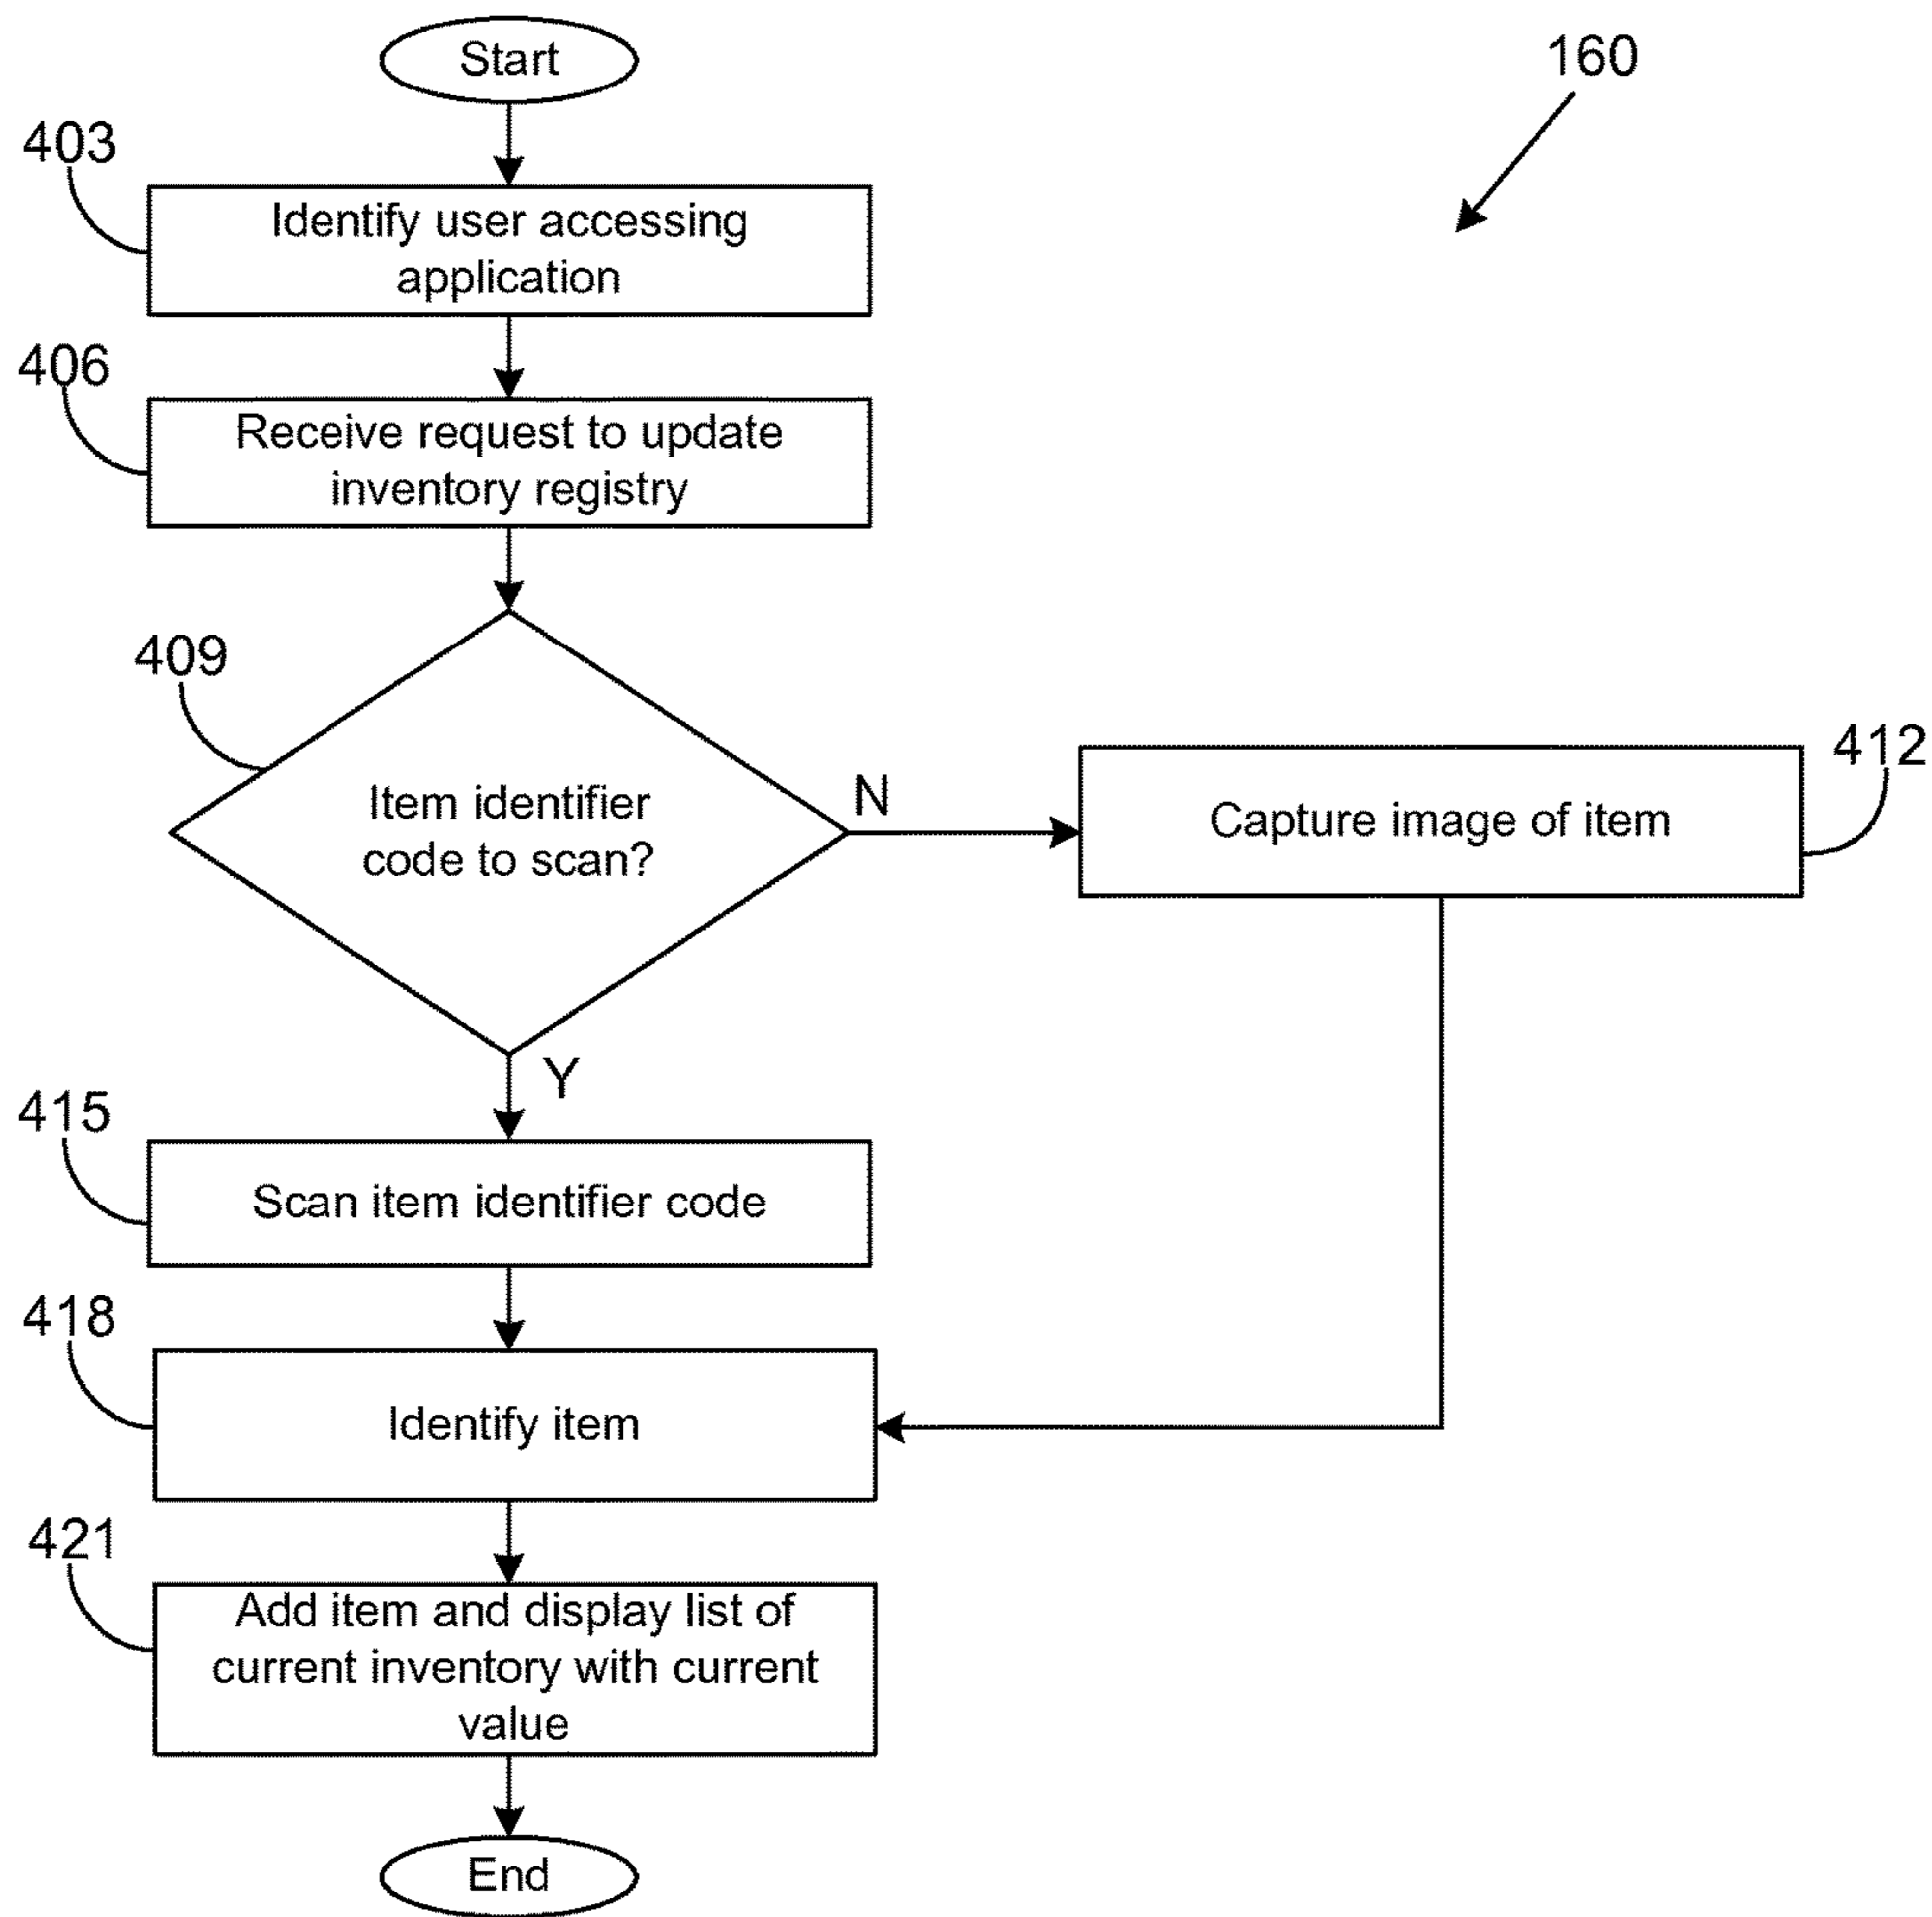 Start
160
403
Identify user accessing
application
406
Receive request to update
inventory registry
409
Item identifier
code to scan?
N
412
Capture image of item
Y
415
Scan item identifier code
418
Identify item
421
Add item and display list of
current inventory with current
value
End